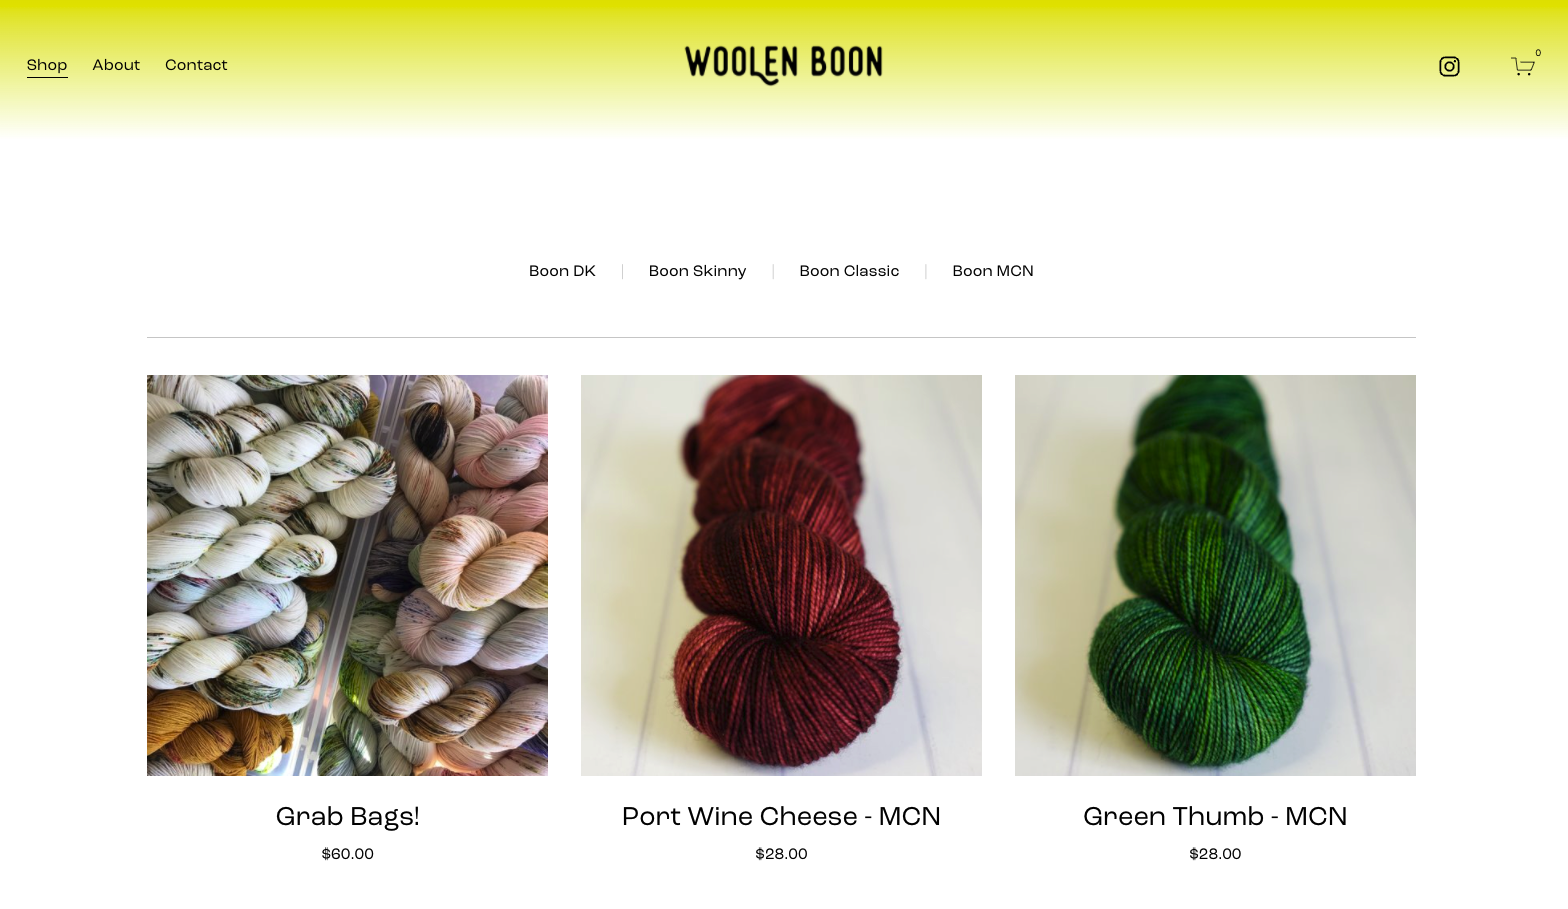 Shop About Contact
WOOLEN BOON
0
Boon DK | Boon Skinny | Boon Classic | Boon MCN
Grab Bags!
$60.00
Port Wine Cheese - MCN
$28.00
Green Thumb - MCN
$28.00